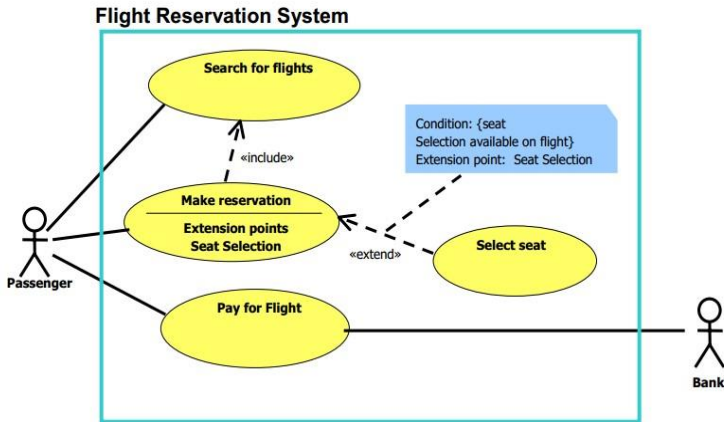 Flight Reservation System
Search for flights
Condition: {seat
Selection available on flight}
Extension point: Seat Selection
«include»
Make reservation
Extension points
Seat Selection
«extend»
Select seat
Passenger
Pay for Flight
Bank